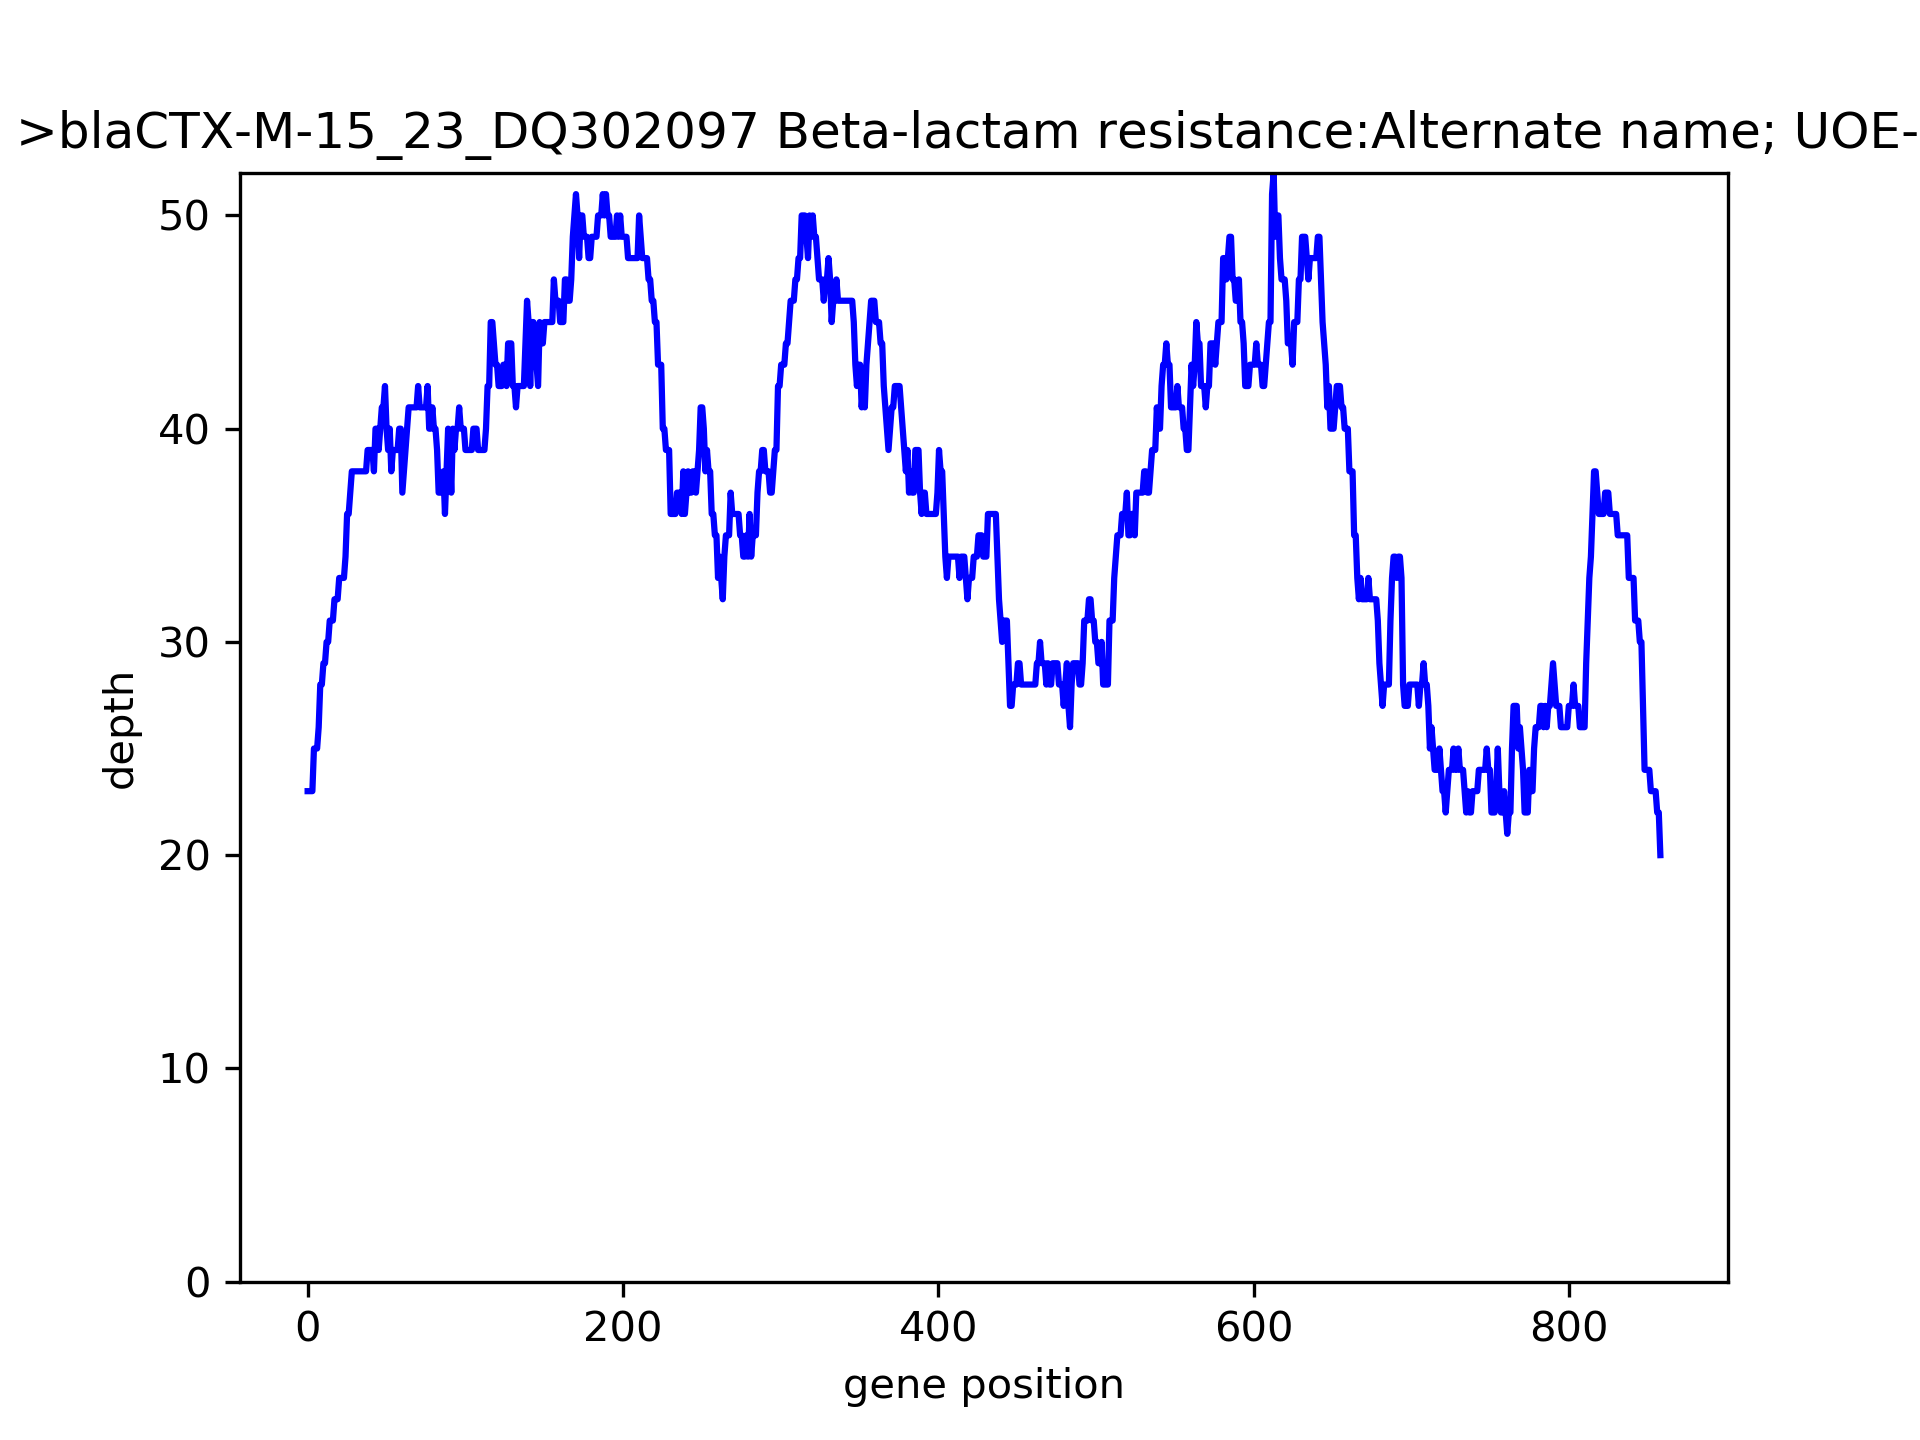 >blaCTX-M-15_23_DQ302097 Beta-lactam resistance:Alternate name; UOE-
50
40
30
20
10
0
depth
0 200 400 600 800
gene position